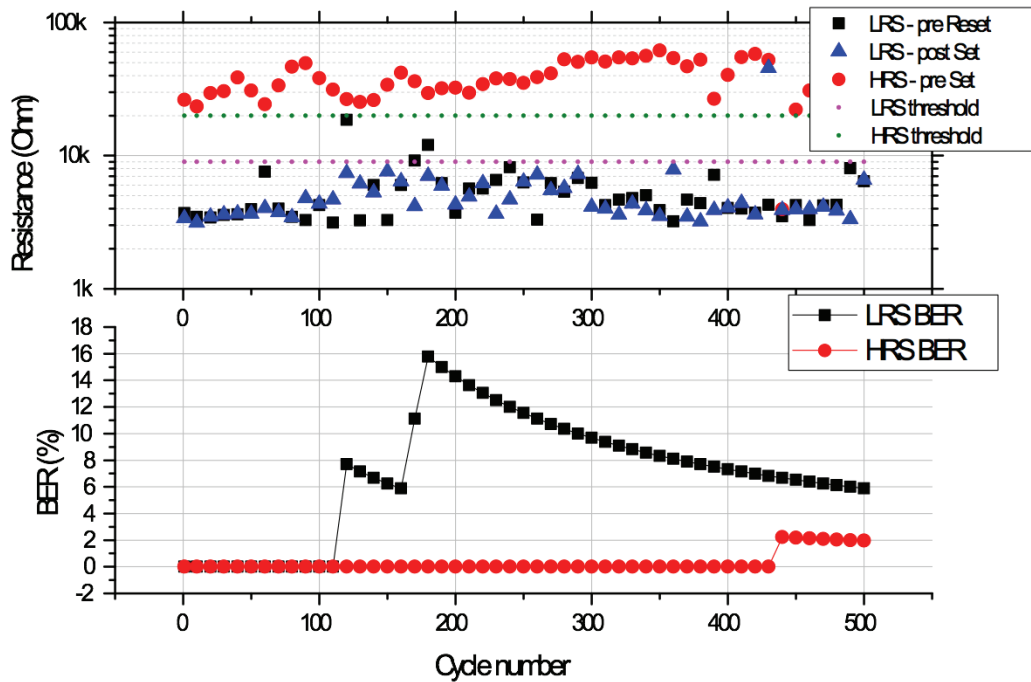 100k
10k
1k
Resistance (Ohm)
LRS - pre Reset
LRS - post Set
HRS - pre Set
LRS threshold
HRS threshold
0 100 200 300 400 500
LRS BER
HRS BER
18
16
14
12
10
8
6
4
2
0
-2
BER (%)
0 100 200 300 400 500
Cycle number